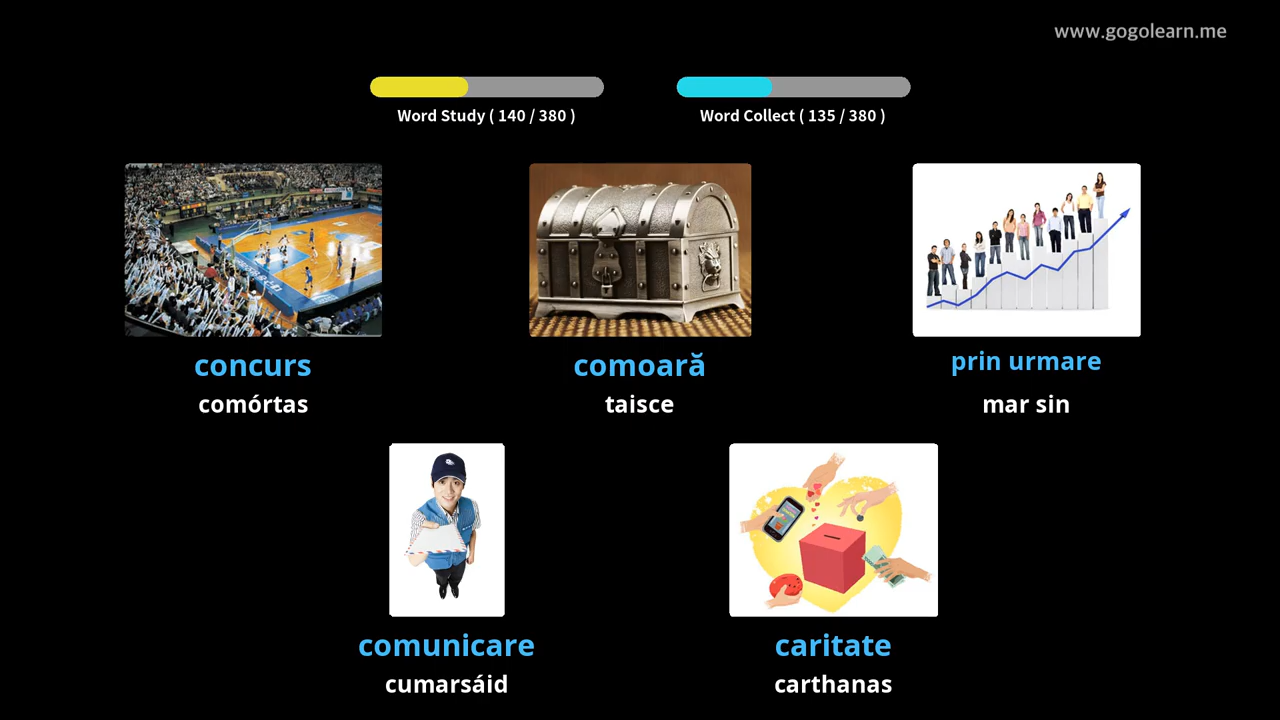 www.gogolearn.me
Word Study ( 140 / 380 )
Word Collect ( 135 / 380 )
concurs
comórtas
comoară
taisce
prin urmare
mar sin
comunicare
cumarsáid
caritate
carthanas